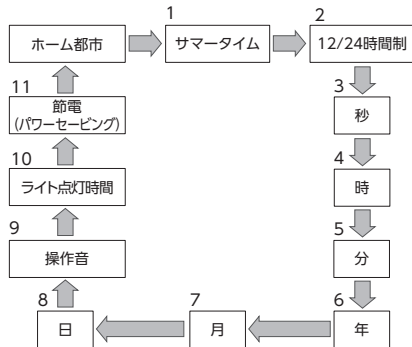 1
2
ホーム都市
サマータイム
12/24時間制
11
3
節電
(パワーセービング)
秒
10
4
ライト点灯時間
時
9
5
操作音
分
8
7
6
日
月
年